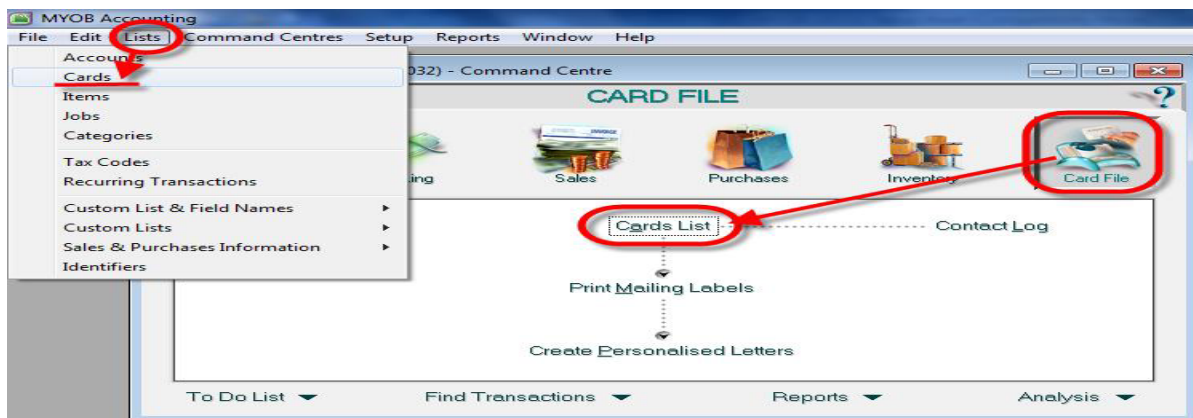 MYOB Accounting
File Edit Lists Command Centres Setup Reports Window Help
Accounts
Cards
Items
Jobs
Categories
Tax Codes
Recurring Transactions
Custom List & Field Names
Custom Lists
Sales & Purchases Information
Identifiers
032) - Command Centre
CARD FILE
?
ing Sales Purchases Inventory Card File
Cards List Contact Log
Print Mailing Labels
Create Personalised Letters
To Do List Find Transactions Reports Analysis